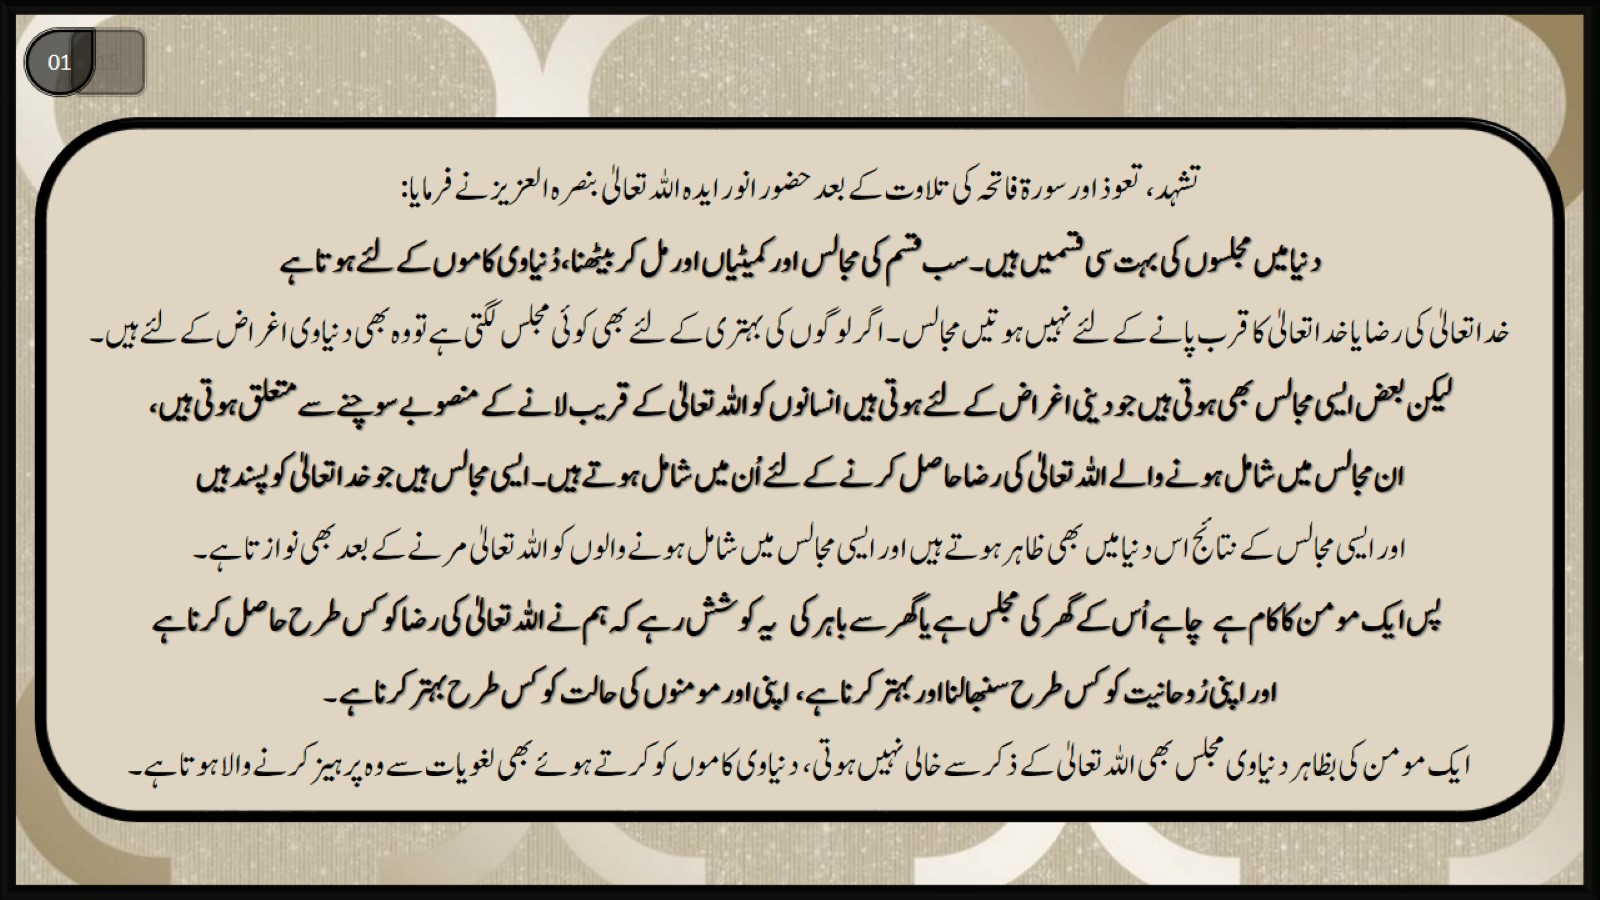 01
15
تشہد، تعوذ اور سورۃ فاتحہ کی تلاوت کے بعد حضور انور ایدہ اللہ تعالیٰ بنصرہ العزیز نے فرمایا:
دنیا میں مجلسوں کی بہت سی قسمیں ہیں۔ سب قسم کی مجالس اور کمیٹیاں اور مل کر بیٹھنا، دُنیاوی کاموں کے لئے ہوتا ہے
خدا تعالیٰ کی رضا یا خدا تعالیٰ کا قرب پانے کے لئے نہیں ہوتیں مجالس۔ اگر لوگوں کی بہتری کے لئے بھی کوئی مجلس لگتی ہے تو وہ بھی دنیاوی اغراض کے لئے ہیں۔
لیکن بعض ایسی مجالس بھی ہوتی ہیں جو دینی اغراض کے لئے ہوتی ہیں انسانوں کو اللہ تعالیٰ کے قریب لانے کے منصوبے سوچنے سے متعلق ہوتی ہیں،
ان مجالس میں شامل ہونے والے اللہ تعالیٰ کی رضا حاصل کرنے کے لئے اُن میں شامل ہوتے ہیں۔ ایسی مجالس ہیں جو خدا تعالیٰ کو پسند ہیں
اور ایسی مجالس کے نتائج اس دنیا میں بھی ظاہر ہوتے ہیں اور ایسی مجالس میں شامل ہونے والوں کو اللہ تعالیٰ مرنے کے بعد بھی نوازتا ہے۔
پس ایک مومن کا کام ہے چاہے اُس کے گھر کی مجلس ہے یا گھر سے باہر کی یہ کوشش رہے کہ ہم نے اللہ تعالیٰ کی رضا کو کس طرح حاصل کرنا ہے
اور اپنی رُوحانیت کو کس طرح سنبھالنا اور بہتر کرنا ہے، اپنی اور مومنوں کی حالت کو کس طرح بہتر کرنا ہے۔
ایک مومن کی بظاہر دنیاوی مجلس بھی اللہ تعالیٰ کے ذکر سے خالی نہیں ہوتی، دنیاوی کاموں کو کرتے ہوئے بھی لغویات سے وہ پرہیز کرنے والا ہوتا ہے۔